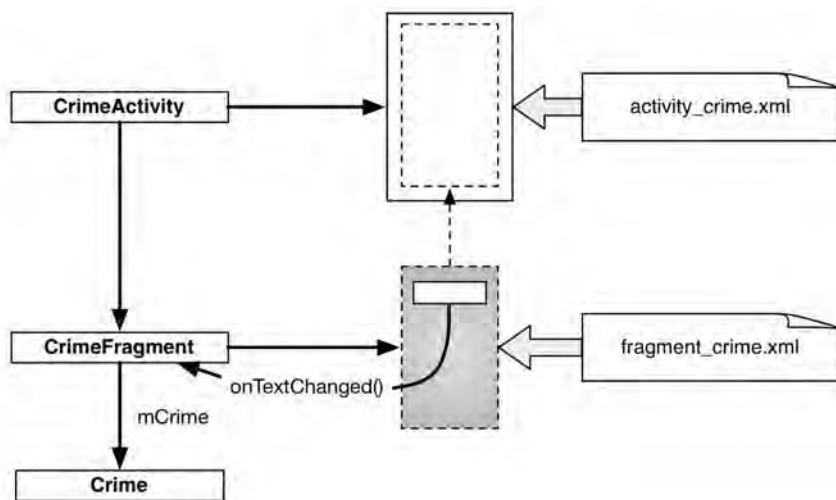 CrimeActivity
activity_crime.xml
CrimeFragment
fragment_crime.xml
onTextChanged()
mCrime
Crime